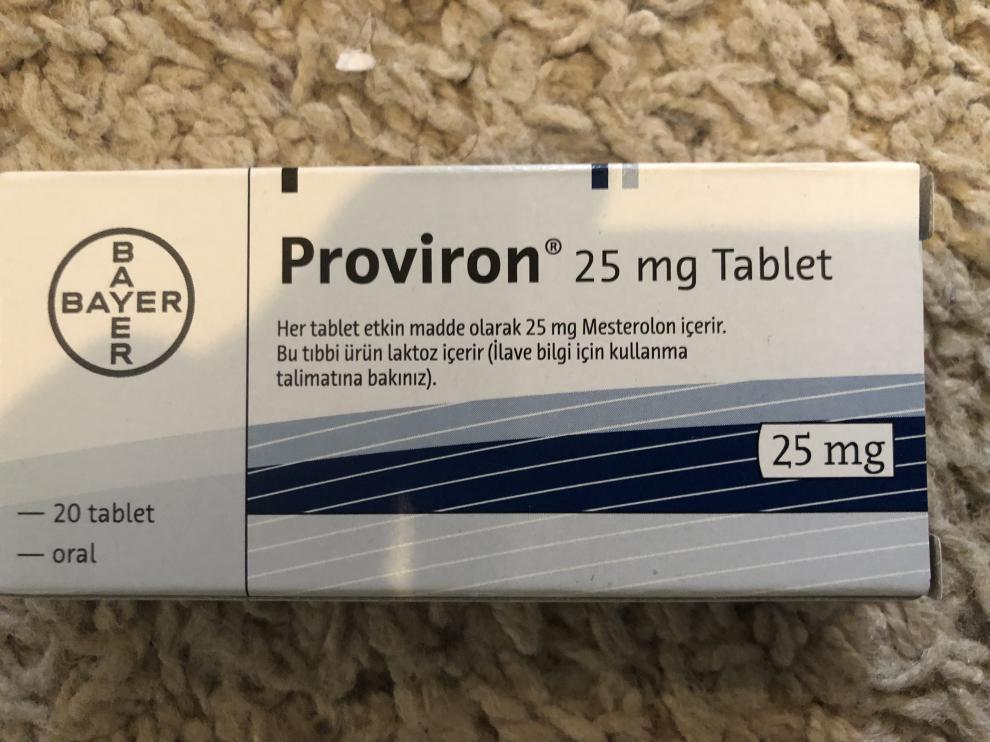 BAYER
BAYER
Proviron® 25 mg Tablet
Her tablet etkin madde olarak 25 mg Mesterolon içerir.
Bu tıbbi ürün laktoz içerir (İlave bilgi için kullanma
talimatına bakınız).
25 mg
— 20 tablet
— oral